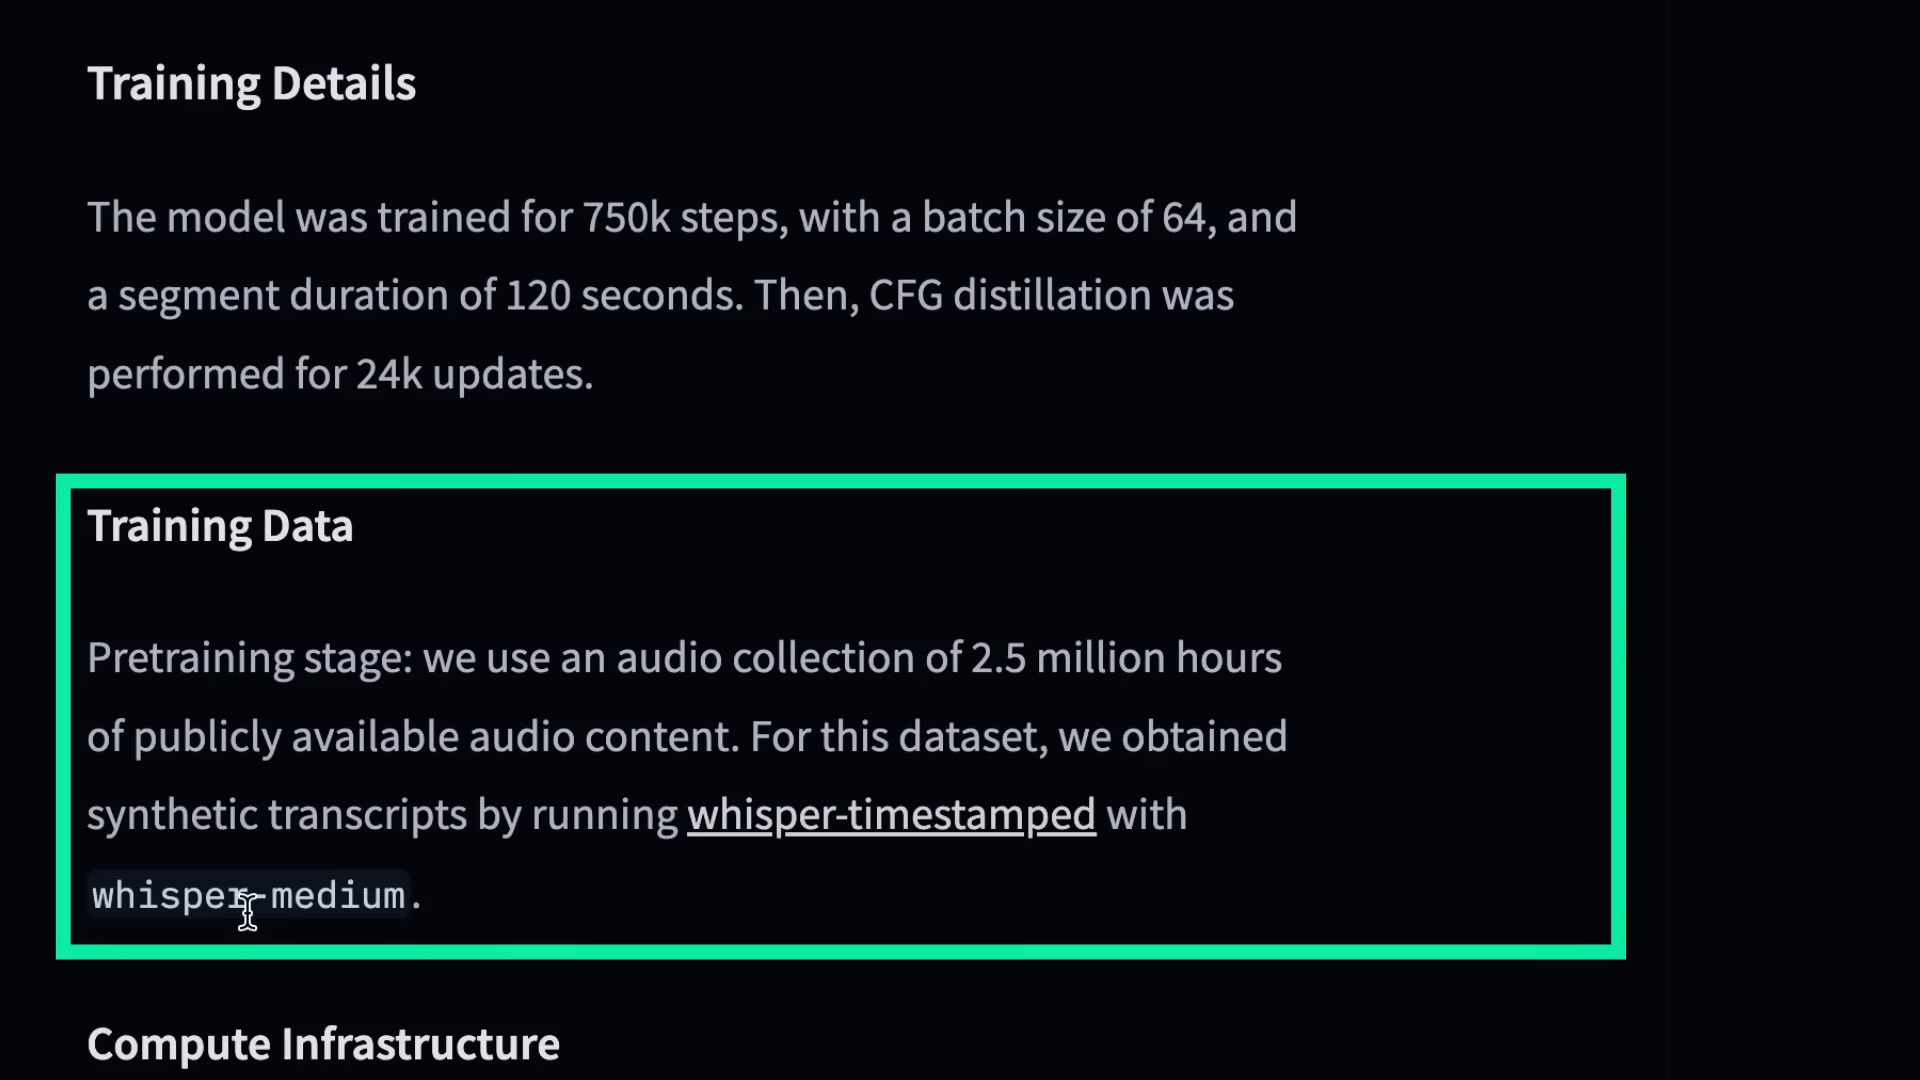 Training Details
The model was trained for 750k steps, with a batch size of 64, and
a segment duration of 120 seconds. Then, CFG distillation was
performed for 24k updates.
Training Data
Pretraining stage: we use an audio collection of 2.5 million hours
of publicly available audio content. For this dataset, we obtained
synthetic transcripts by running whisper-timestamped with
whisper-medium.
Compute Infrastructure